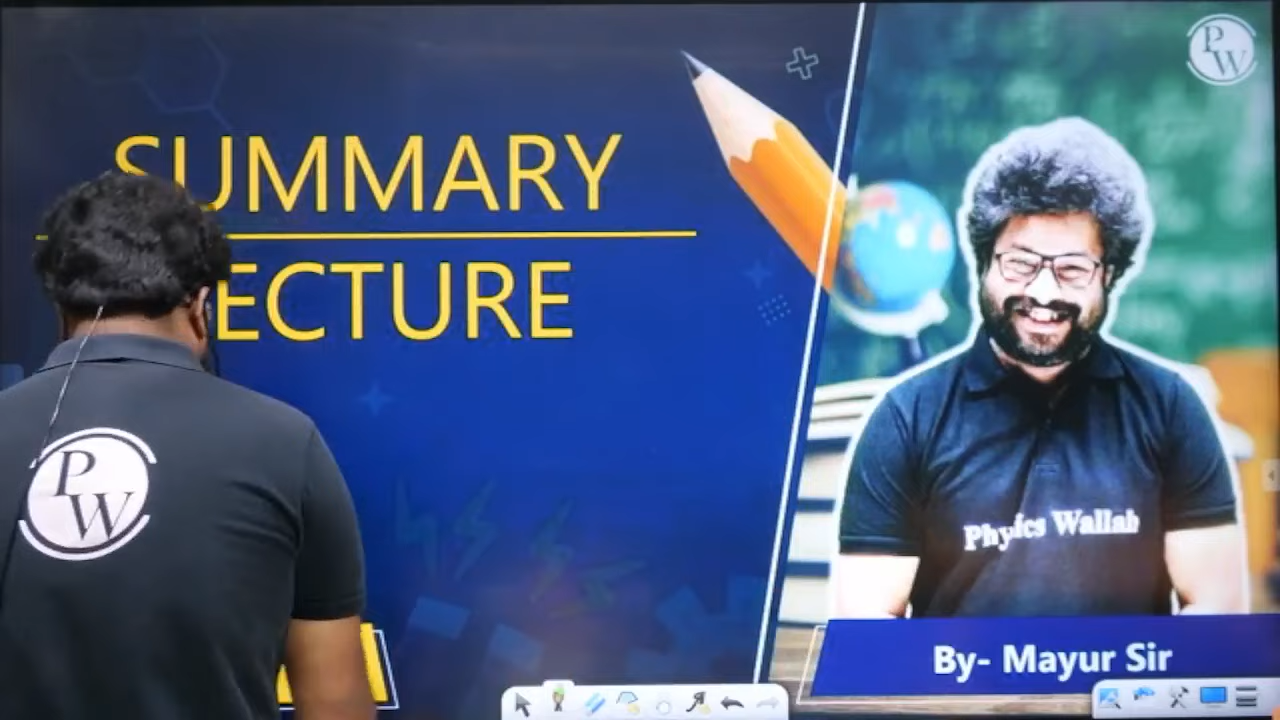 SUMMARY
ECTURE
PW
PW
Physics Wallah
By- Mayur Sir